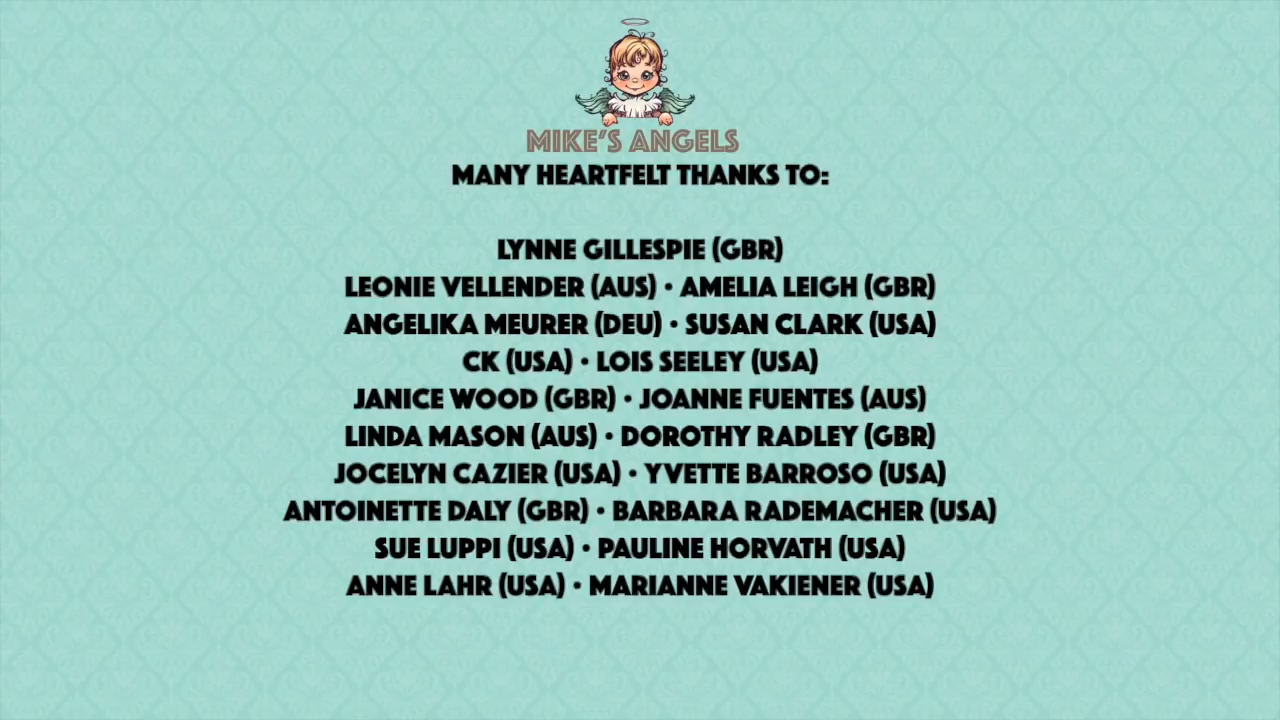 MIKE'S ANGELS
MANY HEARTFELT THANKS TO:
LYNNE GILLESPIE (GBR)
LEONIE VELLENDER (AUS) • AMELIA LEIGH (GBR)
ANGELIKA MEURER (DEU) • SUSAN CLARK (USA)
CK (USA) • LOIS SEELEY (USA)
JANICE WOOD (GBR) • JOANNE FUENTES (AUS)
LINDA MASON (AUS) • DOROTHY RADLEY (GBR)
JOCELYN CAZIER (USA) • YVETTE BARROSO (USA)
ANTOINETTE DALY (GBR) • BARBARA RADEMACHER (USA)
SUE LUPPI (USA) • PAULINE HORVATH (USA)
ANNE LAHR (USA) • MARIANNE VAKIENER (USA)